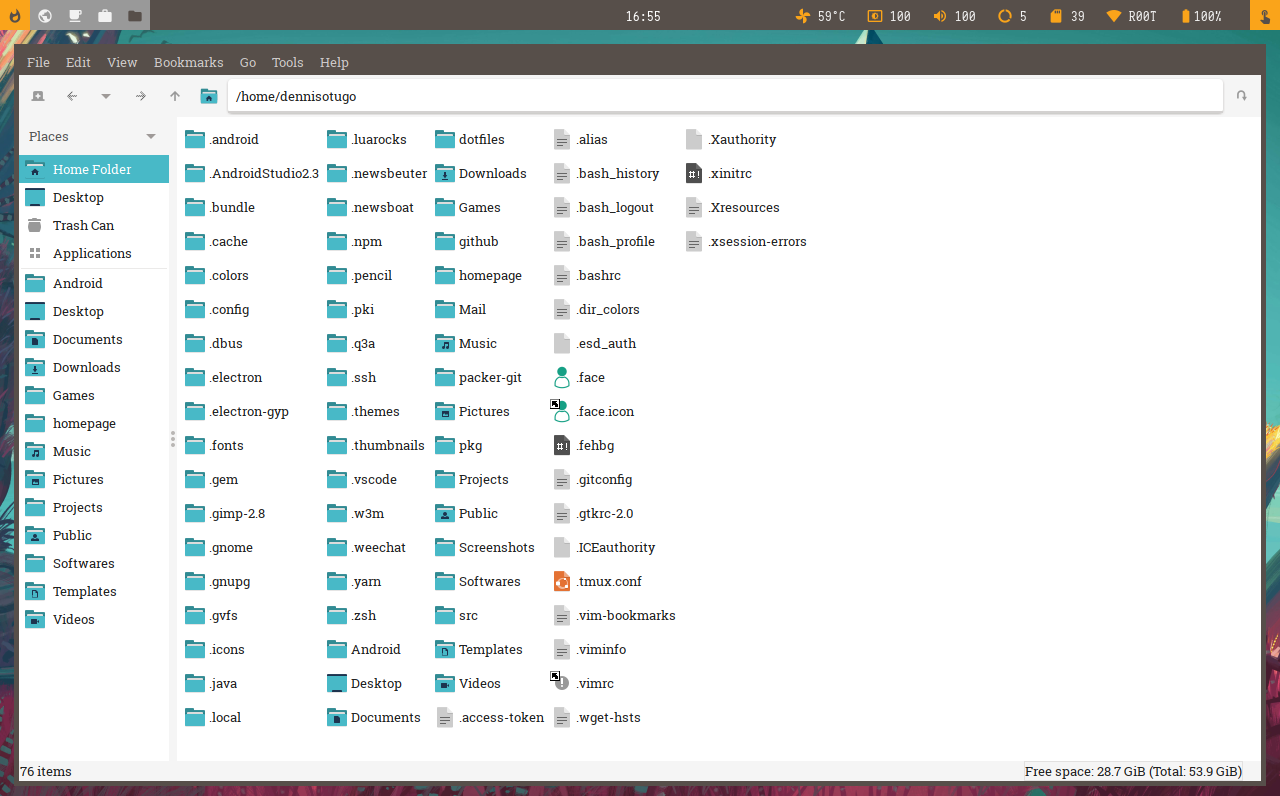 16:55 59°C 100 100 5 39 R00T 100%
File Edit View Bookmarks Go Tools Help
/home/dennisotugo
Places
Home Folder
Desktop
Trash Can
Applications
Android
Desktop
Documents
Downloads
Games
homepage
Music
Pictures
Projects
Public
Softwares
Templates
Videos
.android
.AndroidStudio2.3
.bundle
.cache
.colors
.config
.dbus
.electron
.electron-gyp
.fonts
.gem
.gimp-2.8
.gnome
.gnupg
.gvfs
.icons
.java
.local
.luarocks
.newsbeuter
.newsboat
.npm
.pencil
.pki
.q3a
.ssh
.themes
.thumbnails
.vscode
.w3m
.weechat
.yarn
.zsh
Android
Desktop
Documents
dotfiles
Downloads
Games
github
homepage
Mail
Music
packer-git
Pictures
pkg
Projects
Public
Screenshots
Softwares
src
Templates
Videos
.access-token
.alias
.bash_history
.bash_logout
.bash_profile
.bashrc
.dir_colors
.esd_auth
.face
.face.icon
.fehbg
.gitconfig
.gtkrc-2.0
.ICEauthority
.tmux.conf
.vim-bookmarks
.viminfo
.vimrc
.wget-hsts
.Xauthority
.xinitrc
.Xresources
.xsession-errors
76 items
Free space: 28.7 GiB (Total: 53.9 GiB)